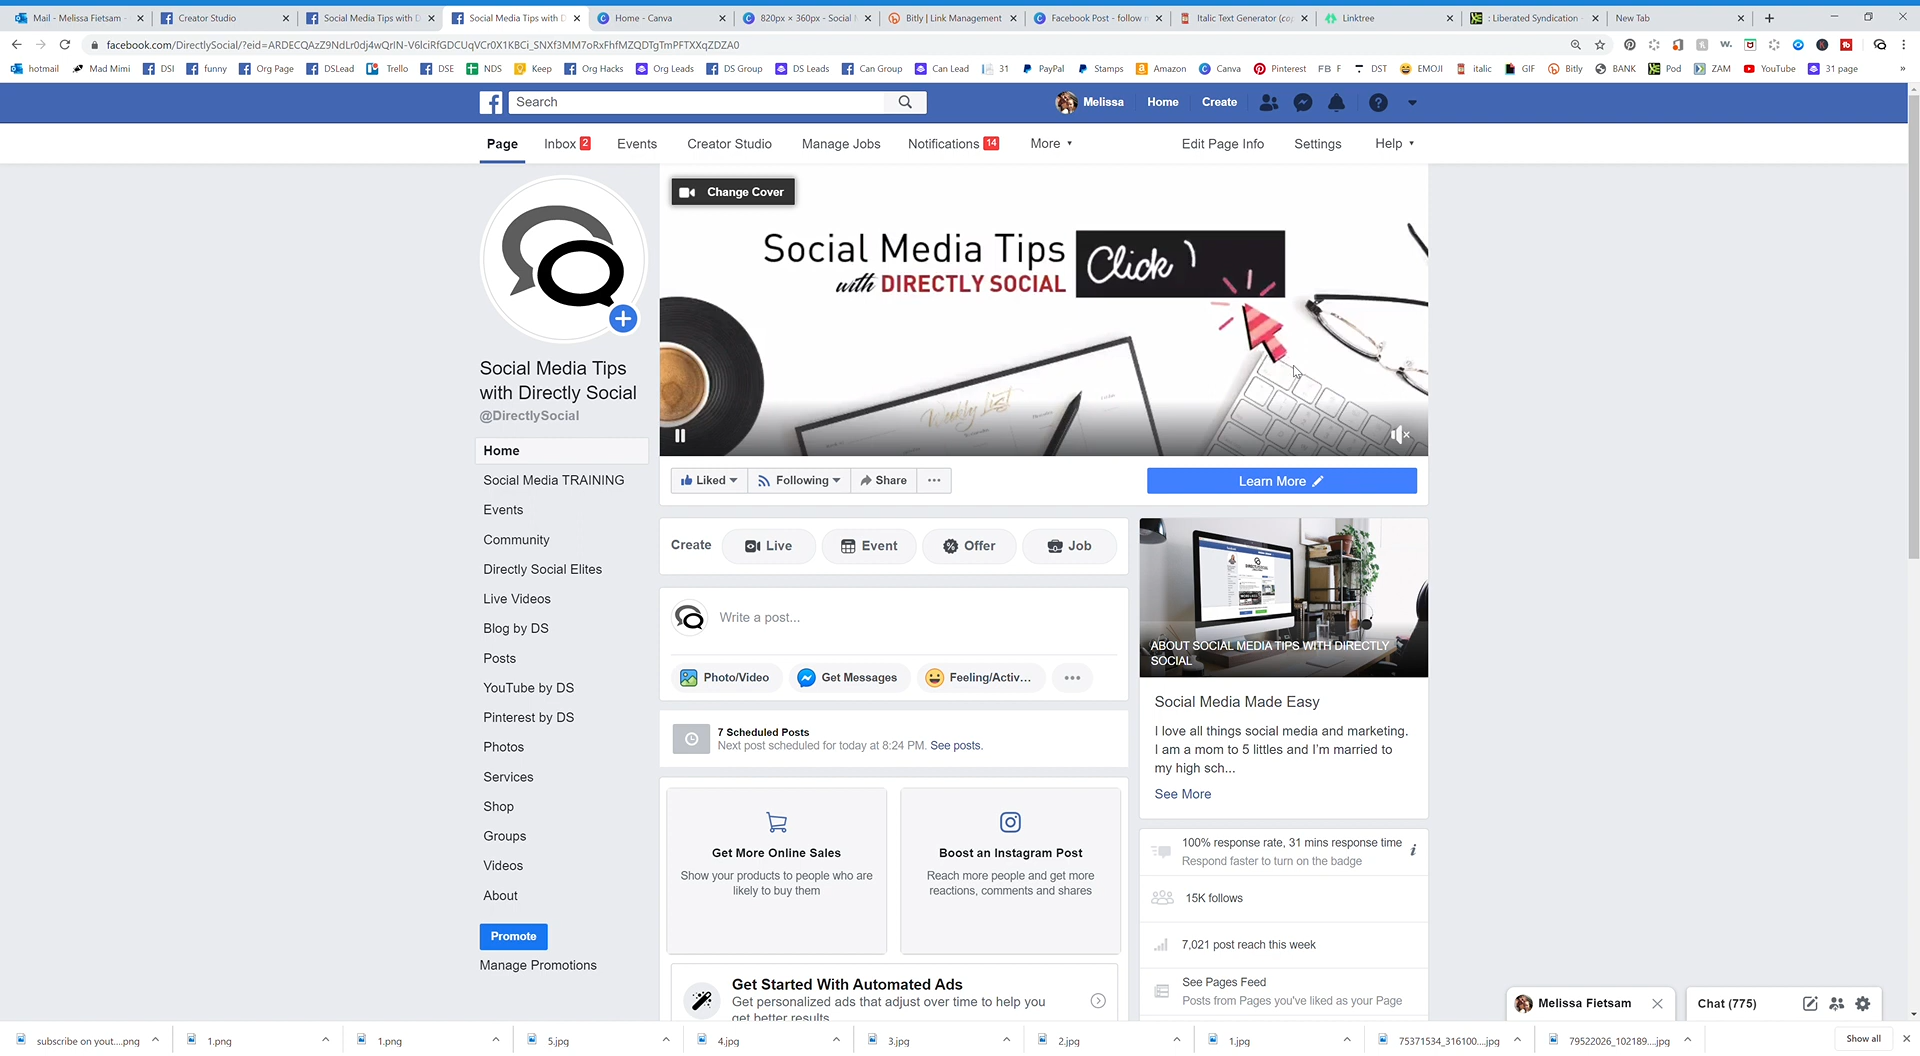 Mail - Melissa Fietsam -
Creator Studio
Social Media Tips with D
Social Media Tips with D
Home - Canva
820px × 360px - Social
Bitly | Link Management
Facebook Post - follow
Italic Text Generator (cop
Linktree
: Liberated Syndication -
New Tab
facebook.com/DirectlySocial/?eid=ARDECQAzZ9NdLr0dj4wQrIN-V6lciRfGDCUqVCr0X1KBCi_SNXf3MM7oRxFhfMZQDTgTmPFTXXqZDZA0
hotmail
Mad Mimi
DSI
funny
Org Page
DSLead
Trello
DSE
NDS
Keep
Org Hacks
Org Leads
DS Group
DS Leads
Can Group
Can Lead
31
PayPal
Stamps
Amazon
Canva
Pinterest
FB F
DST
EMOJI
italic
GIF
Bitly
BANK
Pod
ZAM
YouTube
31 page
»
Search
Melissa
Home
Create
Page
Inbox 2
Events
Creator Studio
Manage Jobs
Notifications 14
More
Edit Page Info
Settings
Help
Change Cover
Social Media Tips
with DIRECTLY SOCIAL
Click
Weekly List
Social Media Tips
with Directly Social
@DirectlySocial
Home
Social Media TRAINING
Events
Community
Directly Social Elites
Live Videos
Blog by DS
Posts
YouTube by DS
Pinterest by DS
Photos
Services
Shop
Groups
Videos
About
Promote
Manage Promotions
Liked
Following
Share
Learn More
Create
Live
Event
Offer
Job
Write a post...
Photo/Video
Get Messages
Feeling/Activ...
7 Scheduled Posts
Next post scheduled for today at 8:24 PM. See posts.
Get More Online Sales
Show your products to people who are
likely to buy them
Boost an Instagram Post
Reach more people and get more
reactions, comments and shares
Get Started With Automated Ads
Get personalized ads that adjust over time to help you
get better results
ABOUT SOCIAL MEDIA TIPS WITH DIRECTLY
SOCIAL
Social Media Made Easy
I love all things social media and marketing.
I am a mom to 5 littles and I'm married to
my high sch...
See More
100% response rate, 31 mins response time
Respond faster to turn on the badge
15K follows
7,021 post reach this week
See Pages Feed
Posts from Pages you've liked as your Page
Melissa Fietsam
Chat (775)
subscribe on yout....png
1.png
1.png
5.jpg
4.jpg
3.jpg
2.jpg
1.jpg
75371534_316100....jpg
79522026_102189....jpg
Show all